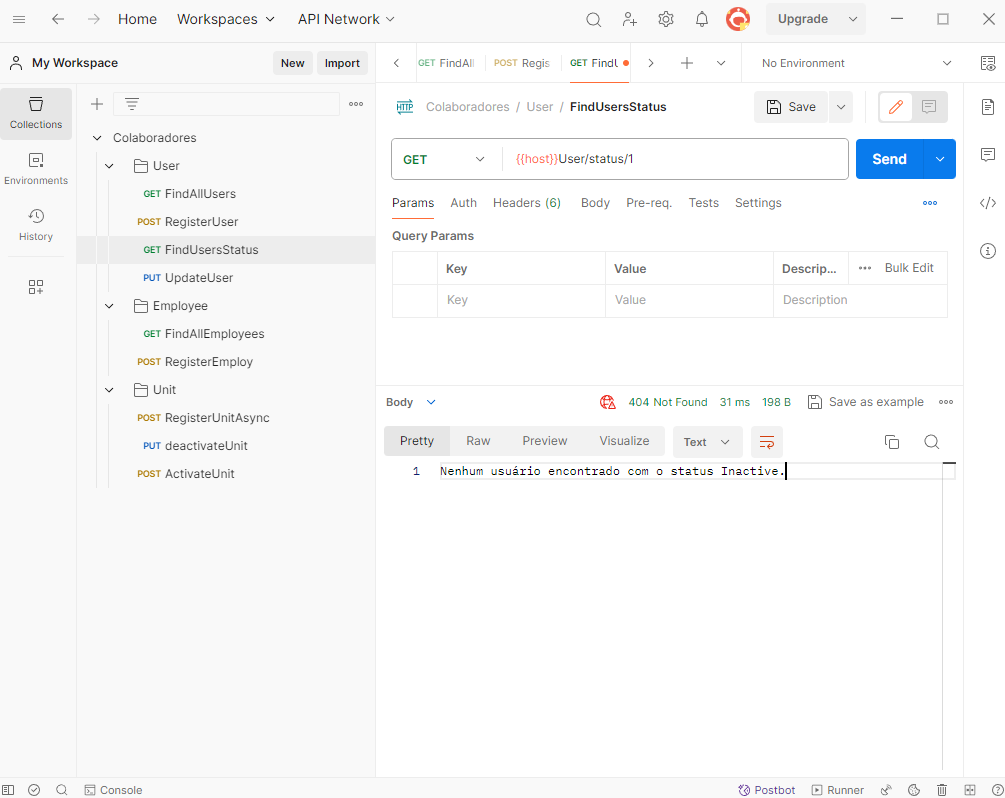 Home Workspaces API Network Upgrade
My Workspace New Import GET FindAll POST Regis GET FindU No Environment
Collections
Environments
History
Colaboradores
User
GET FindAllUsers
POST RegisterUser
GET FindUsersStatus
PUT UpdateUser
Employee
GET FindAllEmployees
POST RegisterEmploy
Unit
POST RegisterUnitAsync
PUT deactivateUnit
POST ActivateUnit
HTTP Colaboradores / User / FindUsersStatus Save
GET {{host}}User/status/1 Send
Params Auth Headers (6) Body Pre-req. Tests Settings
Query Params
Key Value Descrip... Bulk Edit
Key Value Description
Body 404 Not Found 31 ms 198 B Save as example
Pretty Raw Preview Visualize Text
1 Nenhum usuário encontrado com o status Inactive.
Console Postbot Runner